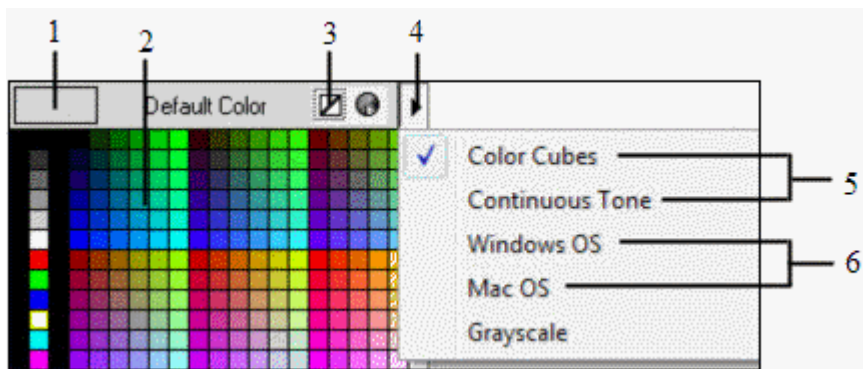 1 2 3 4
Default Color
Color Cubes
Continuous Tone
5
Windows OS
Mac OS
6
Grayscale